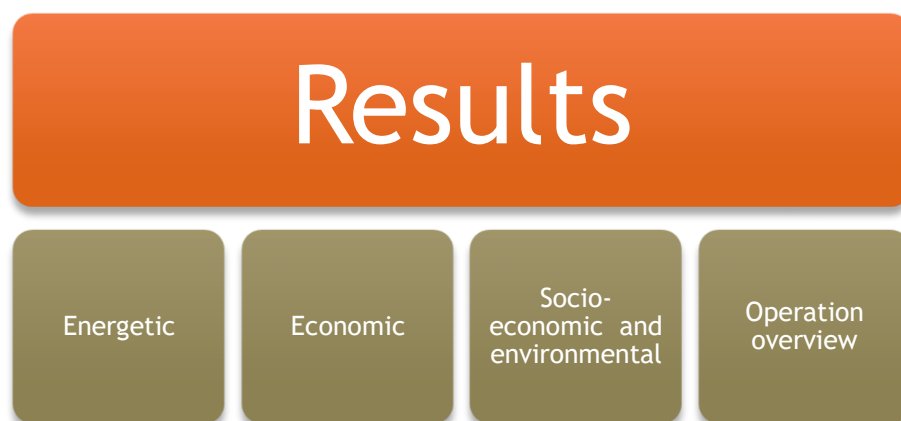 Results
Energetic
Economic
Socio-
economic and
environmental
Operation
overview